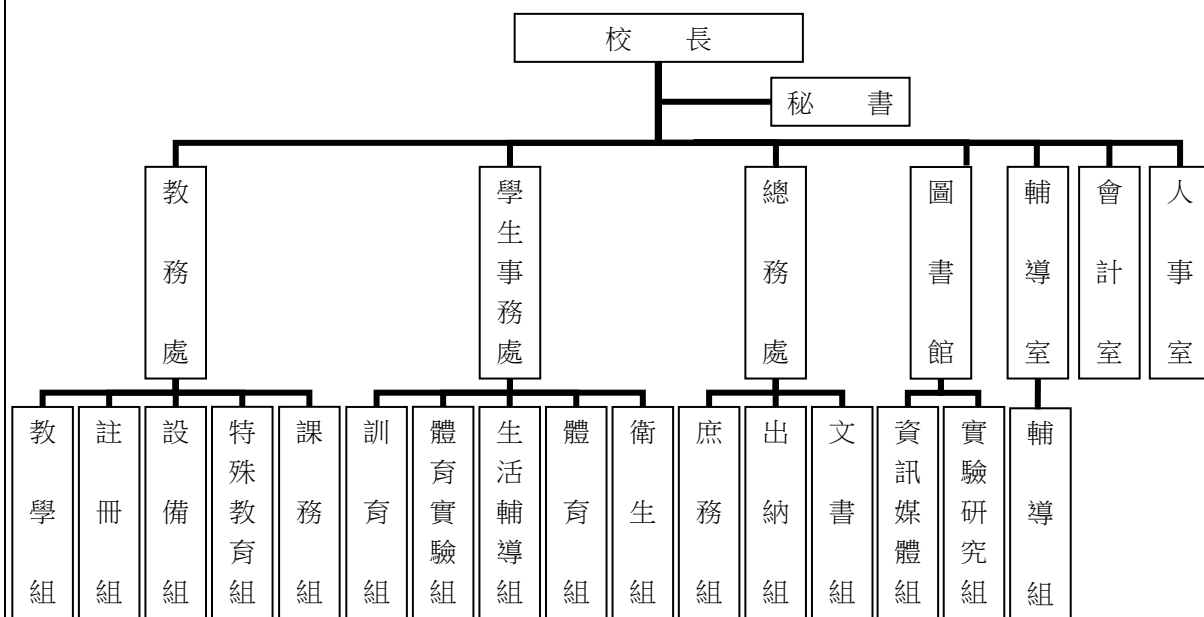 校長
秘書
教務處
學生事務處
總務處
圖書館
輔導室
會計室
人事室
教學組
註冊組
設備組
特殊教育組
課務組
訓育組
體育實驗組
生活輔導組
體育組
衛生組
庶務組
出納組
文書組
資訊媒體組
實驗研究組
輔導組